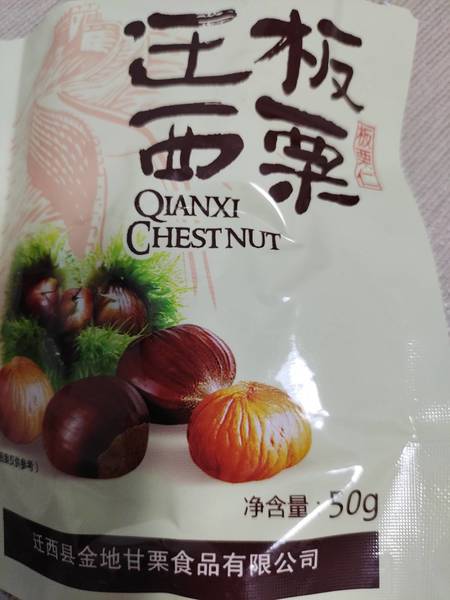 迁西
板栗
板栗仁
QIANXI
CHESTNUT
净含量:50g
迁西县金地甘栗食品有限公司